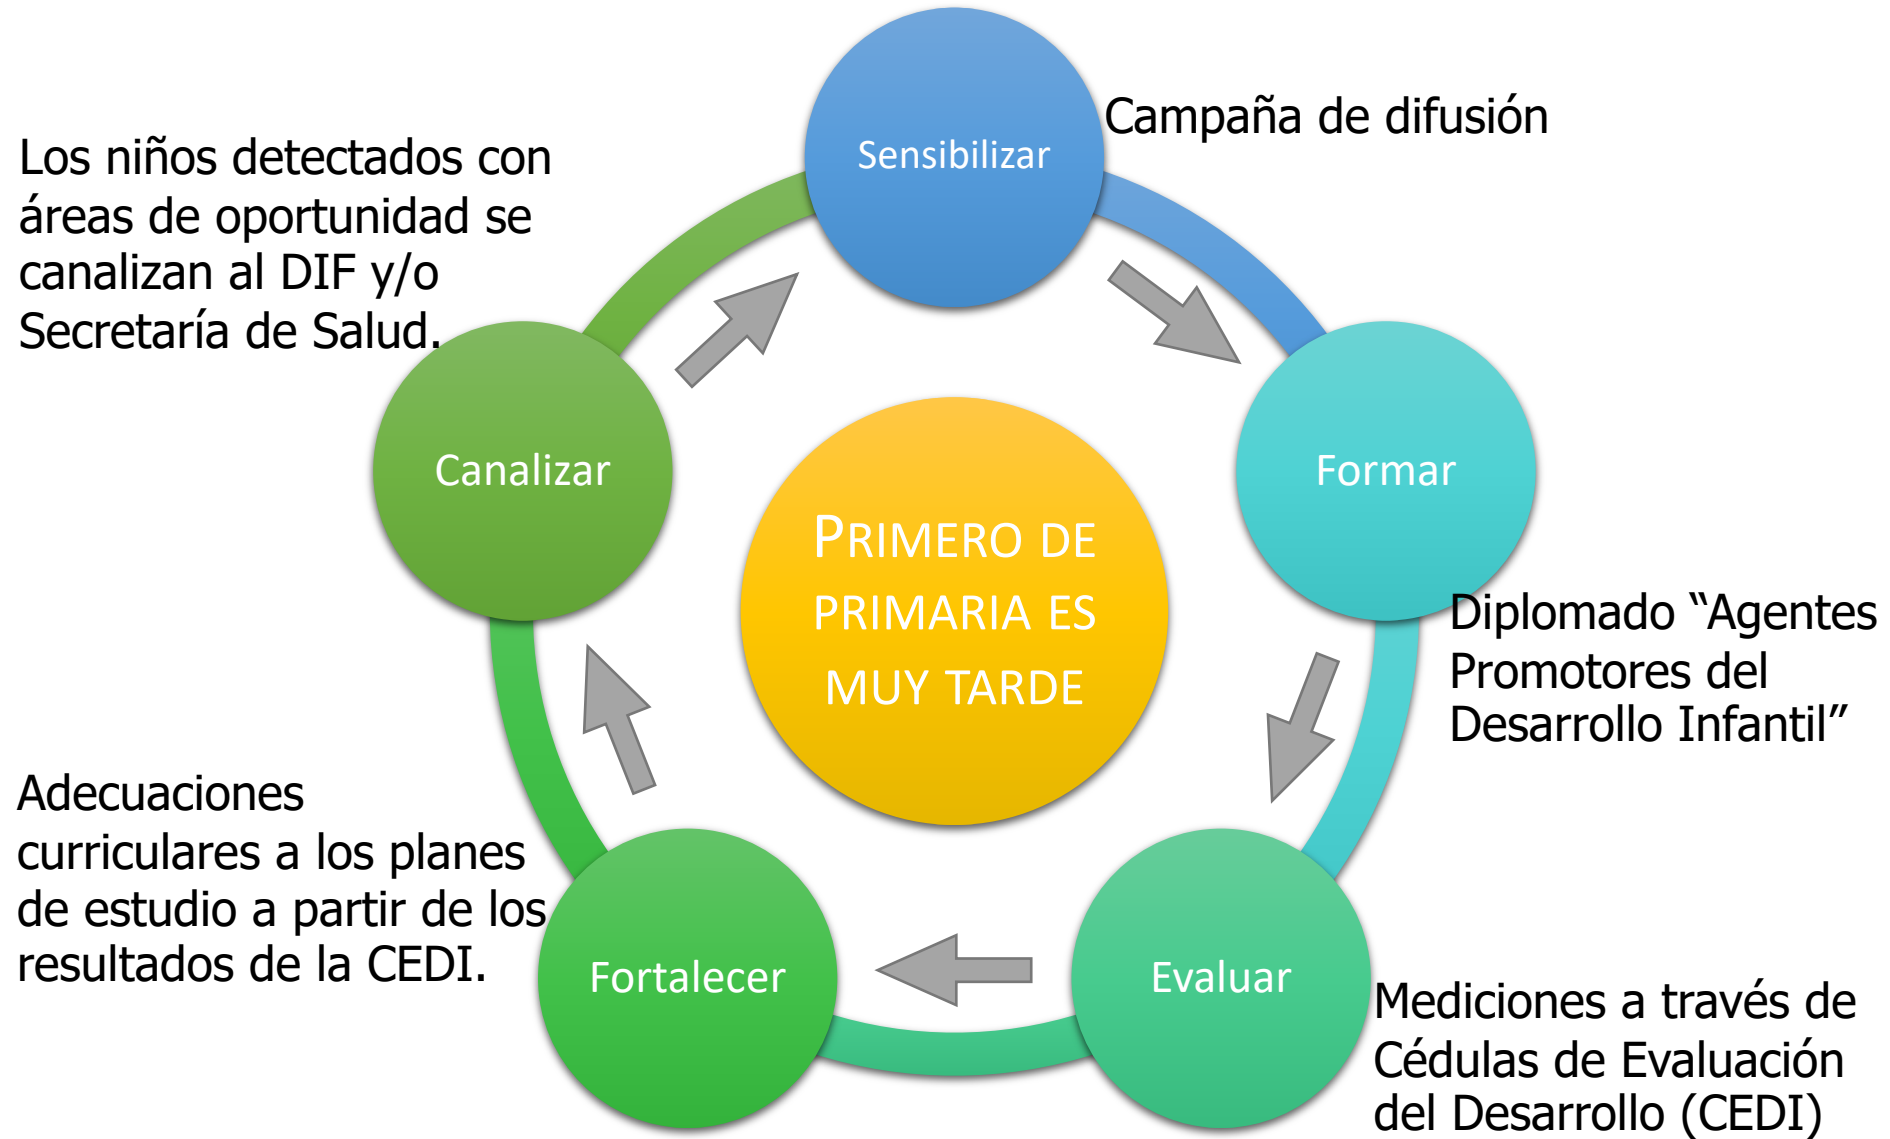 Sensibilizar
Campaña de difusión
Formar
Diplomado “Agentes
Promotores del
Desarrollo Infantil”
Evaluar
Mediciones a través de
Cédulas de Evaluación
del Desarrollo (CEDI)
Fortalecer
Adecuaciones
curriculares a los planes
de estudio a partir de los
resultados de la CEDI.
Canalizar
Los niños detectados con
áreas de oportunidad se
canalizan al DIF y/o
Secretaría de Salud.
PRIMERO DE
PRIMARIA ES
MUY TARDE